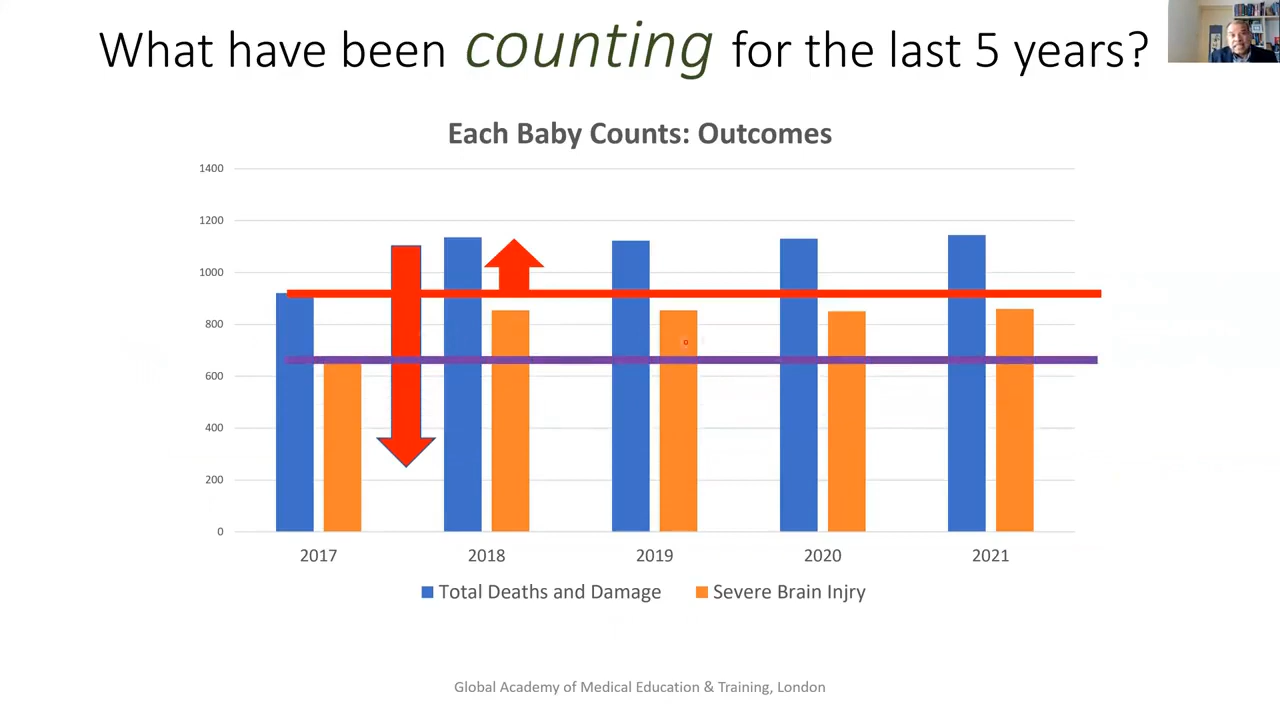 What have been counting for the last 5 years?
Each Baby Counts: Outcomes
1400
1200
1000
800
600
400
200
0
2017 2018 2019 2020 2021
Total Deaths and Damage Severe Brain Injry
Global Academy of Medical Education & Training, London